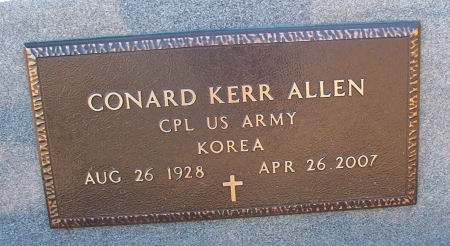 CONARD KERR ALLEN
CPL US ARMY
KOREA
AUG 26 1928 APR 26.2007